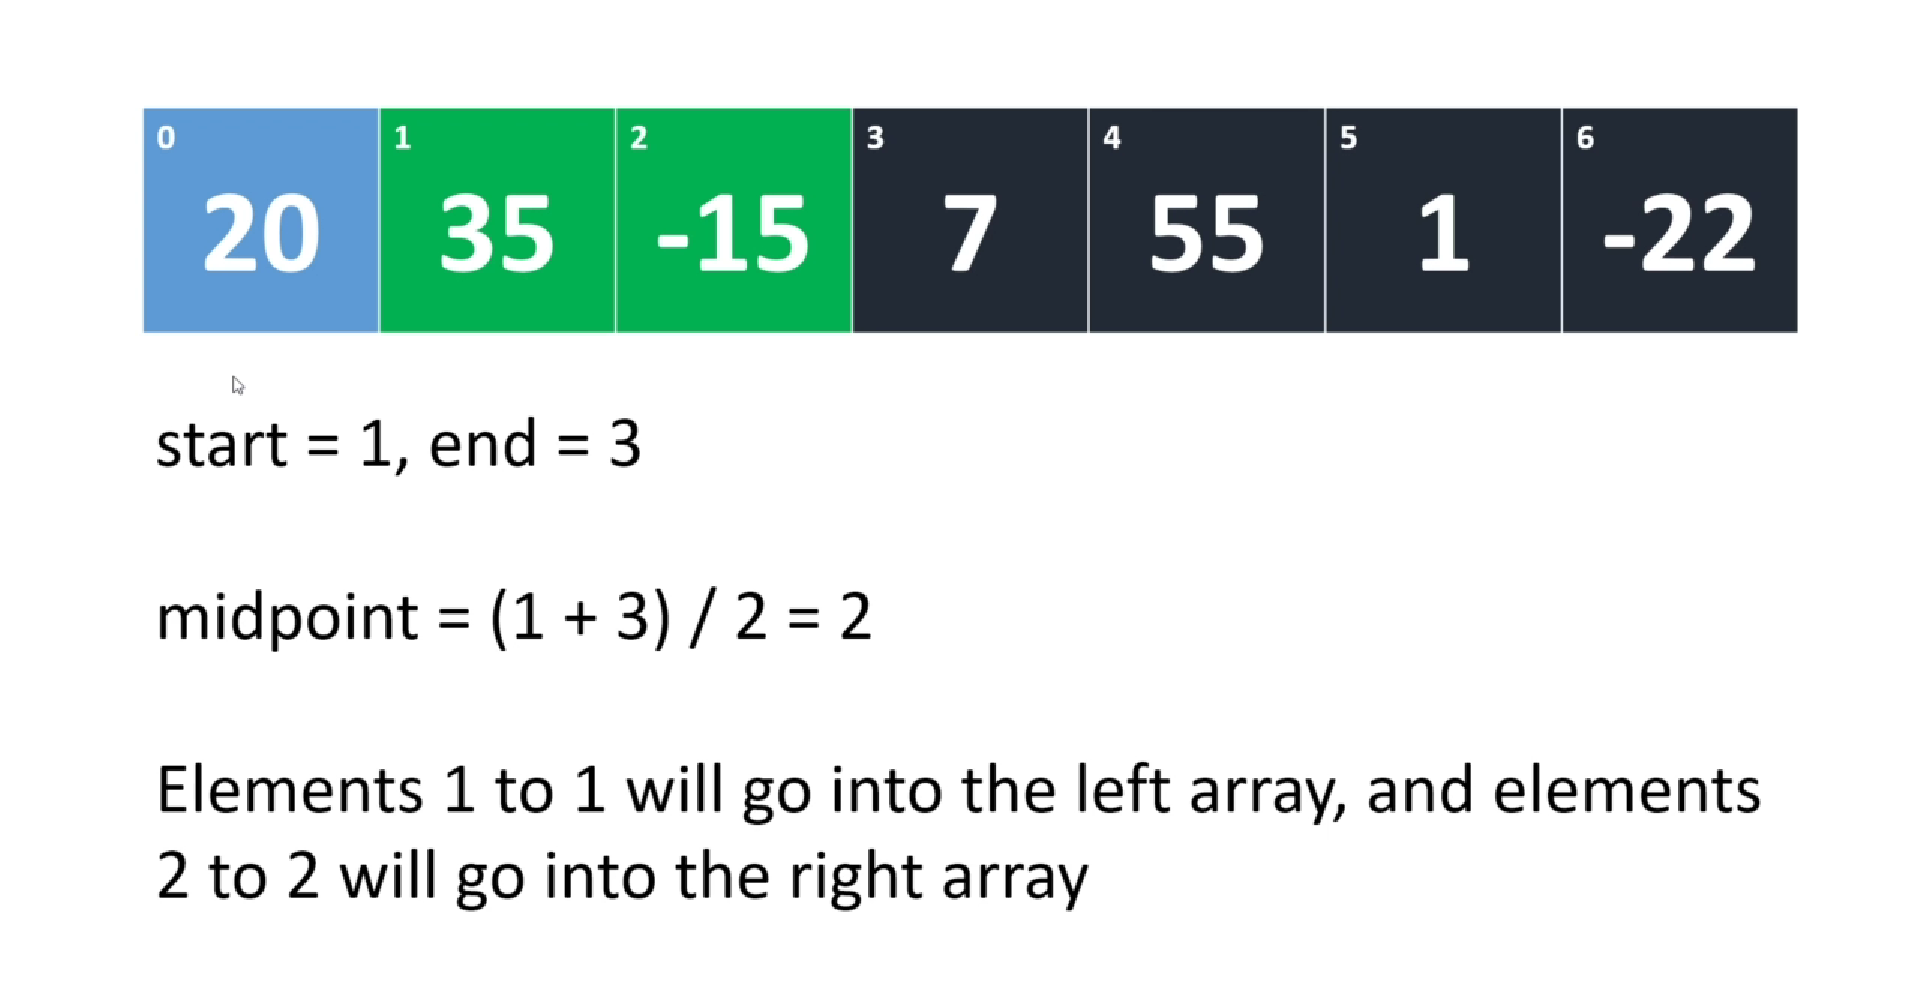 0 1 2 3 4 5 6
20 35 -15 7 55 1 -22
start = 1, end = 3
midpoint = (1 + 3) / 2 = 2
Elements 1 to 1 will go into the left array, and elements
2 to 2 will go into the right array